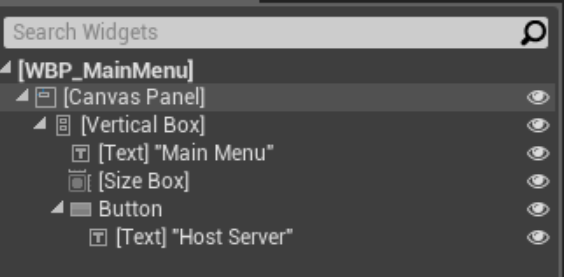 Search Widgets
[WBP_MainMenu]
[Canvas Panel]
[Vertical Box]
[Text] "Main Menu"
[Size Box]
Button
[Text] "Host Server"